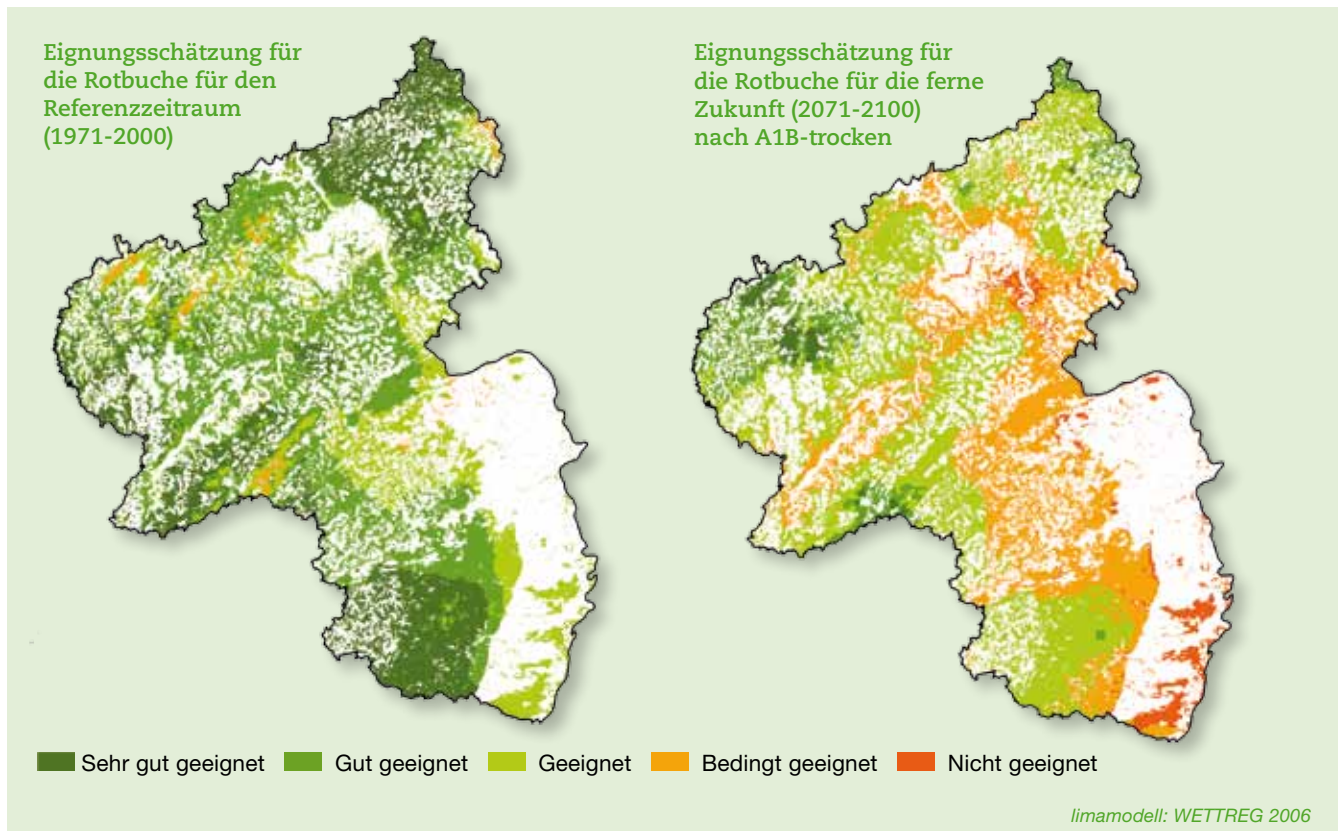 Eignungsschätzung für
die Rotbuche für den
Referenzzeitraum
(1971-2000)
Eignungsschätzung für
die Rotbuche für die ferne
Zukunft (2071-2100)
nach A1B-trocken
Sehr gut geeignet
Gut geeignet
Geeignet
Bedingt geeignet
Nicht geeignet
limamodell: WETTREG 2006